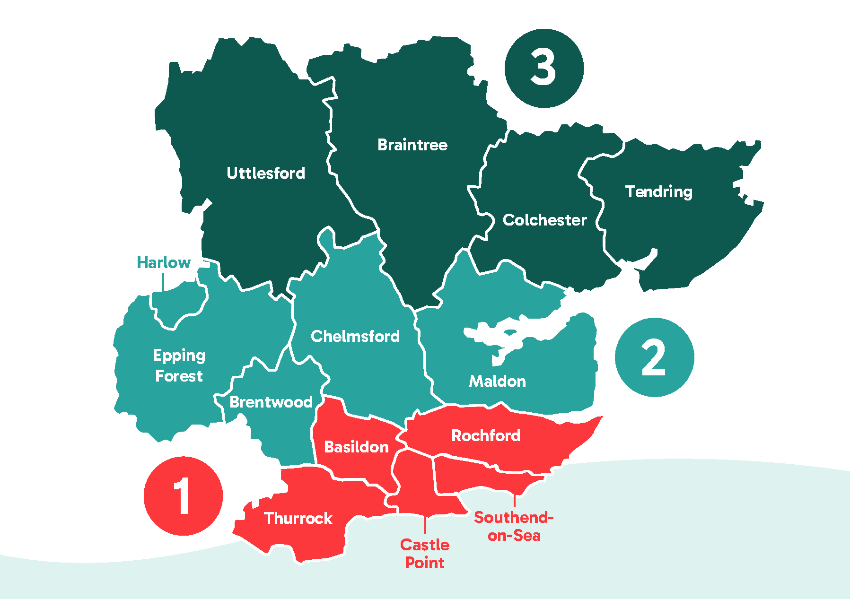 3
Braintree
Uttlesford
Tendring
Colchester
Harlow
Chelmsford
Epping
Forest
2
Maldon
Brentwood
Rochford
Basildon
1
Thurrock
Southend-
on-Sea
Castle
Point